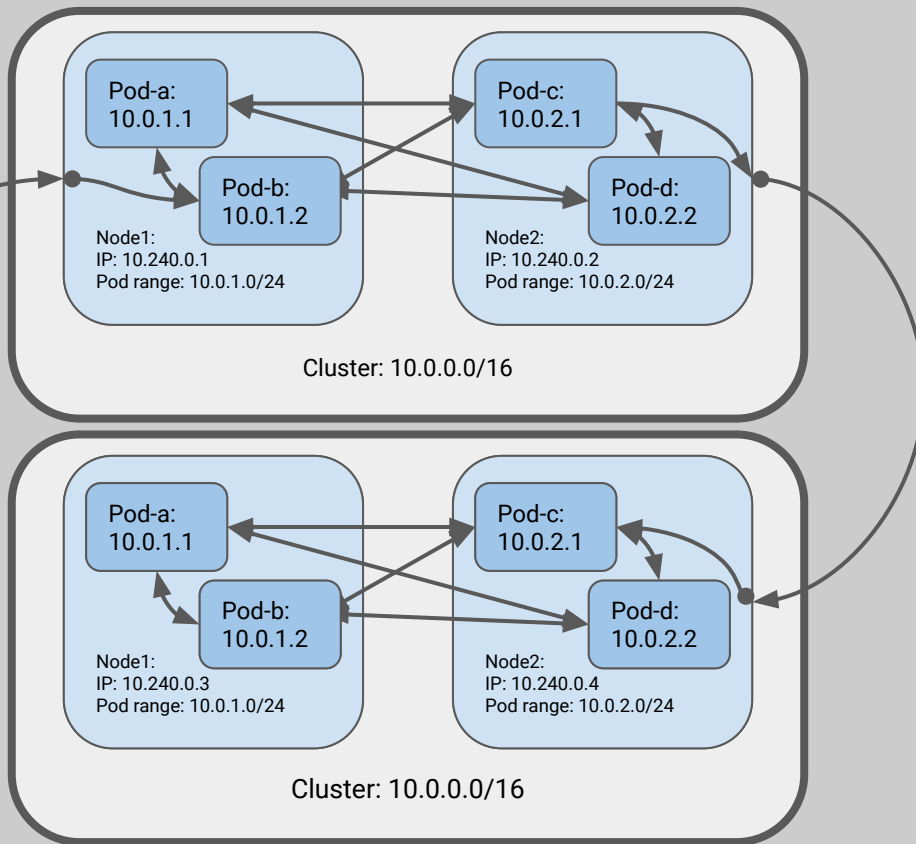 Pod-a:
10.0.1.1
Pod-b:
10.0.1.2
Node1:
IP: 10.240.0.1
Pod range: 10.0.1.0/24
Pod-c:
10.0.2.1
Pod-d:
10.0.2.2
Node2:
IP: 10.240.0.2
Pod range: 10.0.2.0/24
Cluster: 10.0.0.0/16
Pod-a:
10.0.1.1
Pod-b:
10.0.1.2
Node1:
IP: 10.240.0.3
Pod range: 10.0.1.0/24
Pod-c:
10.0.2.1
Pod-d:
10.0.2.2
Node2:
IP: 10.240.0.4
Pod range: 10.0.2.0/24
Cluster: 10.0.0.0/16